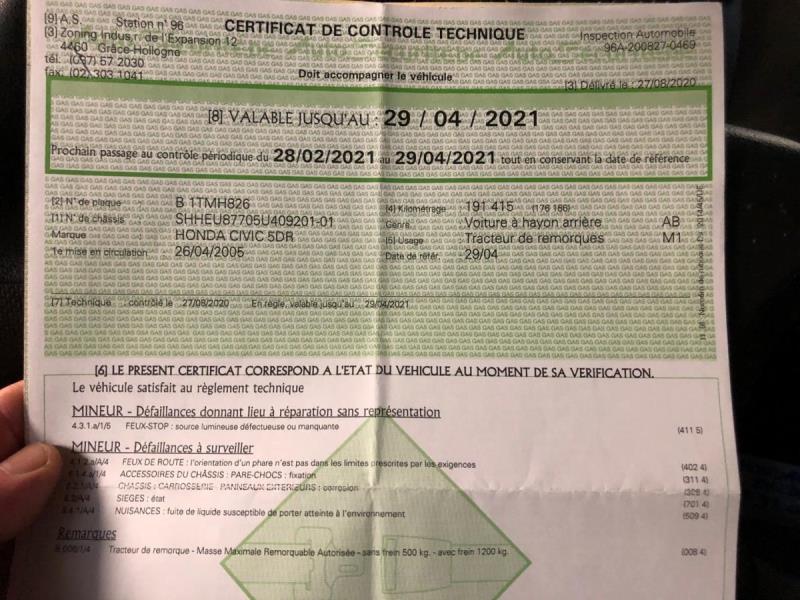 [9] A.S. Station n° 96
[3] Zoning Indus,r. de l'Expansion 12
4460 Grâce-Hollogne
fax. (02) 303 1041
CERTIFICAT DE CONTROLE TECHNIQUE
Doit accompagner le véhicule
Inspection Automobile
96A-200827-0469
[3] Délivré le : 27/08/2020
[8] VALABLE JUSQU'AU : 29 / 04 / 2021
Prochain passage au contrôle périodique du 28/02/2021 au 29/04/2021 tout en conservant la date de référence
[2] N° de plaque B 1TMH826
[1] N° de châssis SHHEU87705U409201-01
Marque HONDA CIVIC 5DR
1e mise en circulation 26/04/2005
[4] Kilométrage : 191 415 (176 166)
Genre : Voiture à hayon arrière AB
[5] Usage : Tracteur de remorques M1
Date de référ. : 29/04
[7] Technique : contrôlé le 27/08/2020 En règle, valable jusqu'au : 29/04/2021
[6] LE PRESENT CERTIFICAT CORRESPOND A L'ETAT DU VEHICULE AU MOMENT DE SA VERIFICATION.
Le véhicule satisfait au règlement technique
MINEUR - Défaillances donnant lieu à réparation sans représentation
4.3.1.a/1/5 FEUX-STOP : source lumineuse défectueuse ou manquante (411 5)
MINEUR - Défaillances à surveiller
4.1.2.a/A/4 FEUX DE ROUTE : l'orientation d'un phare n'est pas dans les limites prescrites par les exigences (402 4)
ACCESSOIRES DU CHÂSSIS : PARE-CHOCS : fixation (311 4)
CHASSIS : CARROSSERIE - PANNEAUX EXTERIEURS : corrosion
SIEGES : état (701 4)
NUISANCES : fuite de liquide susceptible de porter atteinte à l'environnement (509 4)
Remarques
Tracteur de remorque - Masse Maximale Remorquable Autorisée - sans frein 500 kg. - avec frein 1200 kg. (008 4)